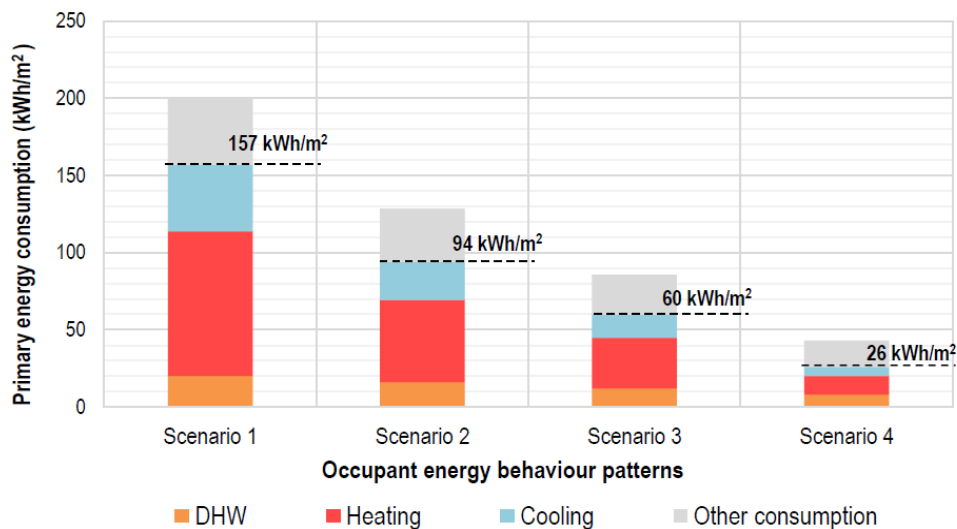 Primary energy consumption (kWh/m²)
250
200
150
100
50
0
157 kWh/m²
94 kWh/m²
60 kWh/m²
26 kWh/m²
Scenario 1
Scenario 2
Scenario 3
Scenario 4
Occupant energy behaviour patterns
DHW
Heating
Cooling
Other consumption